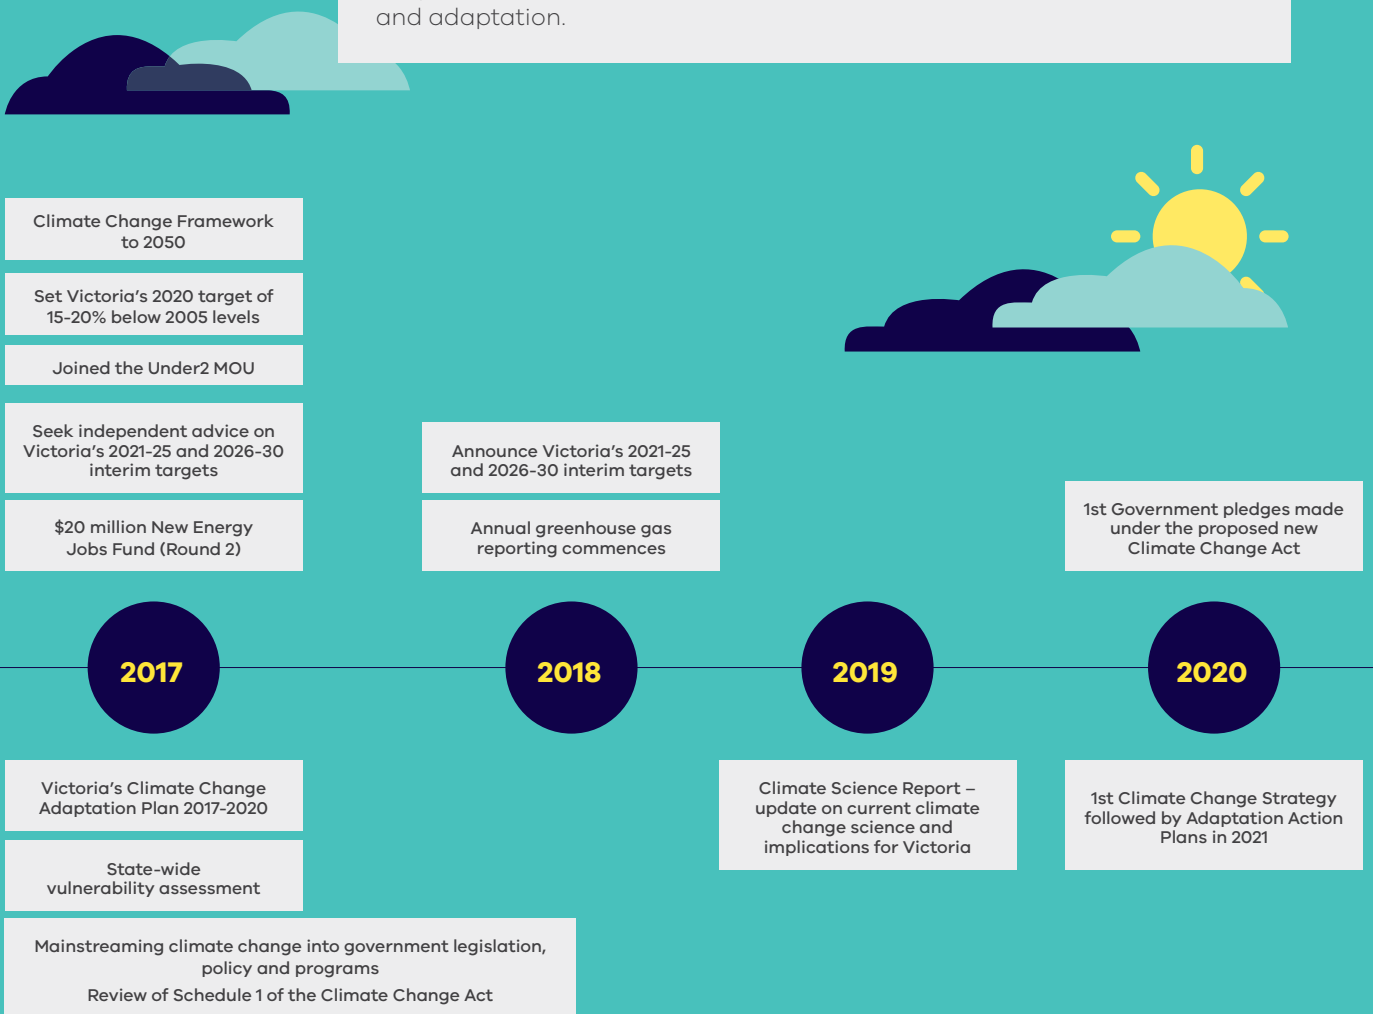 and adaptation.
Climate Change Framework
to 2050
Set Victoria's 2020 target of
15-20% below 2005 levels
Joined the Under2 MOU
Seek independent advice on
Victoria's 2021-25 and 2026-30
interim targets
$20 million New Energy
Jobs Fund (Round 2)
Announce Victoria's 2021-25
and 2026-30 interim targets
Annual greenhouse gas
reporting commences
1st Government pledges made
under the proposed new
Climate Change Act
2017
2018
2019
2020
Victoria's Climate Change
Adaptation Plan 2017-2020
State-wide
vulnerability assessment
Mainstreaming climate change into government legislation,
policy and programs
Review of Schedule 1 of the Climate Change Act
Climate Science Report –
update on current climate
change science and
implications for Victoria
1st Climate Change Strategy
followed by Adaptation Action
Plans in 2021